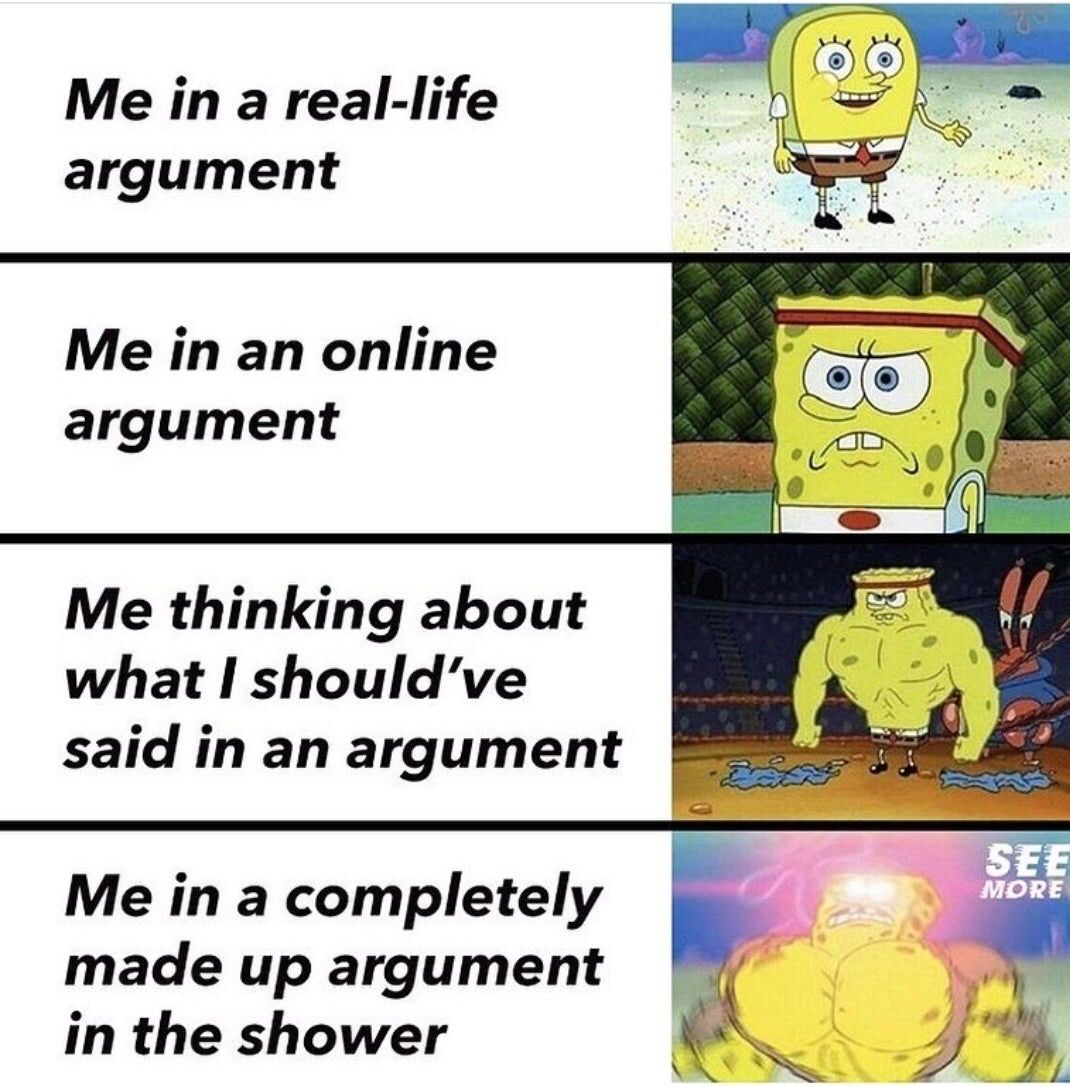 Me in a real-life
argument
Me in an online
argument
Me thinking about
what I should've
said in an argument
SEE
MORE
Me in a completely
made up argument
in the shower